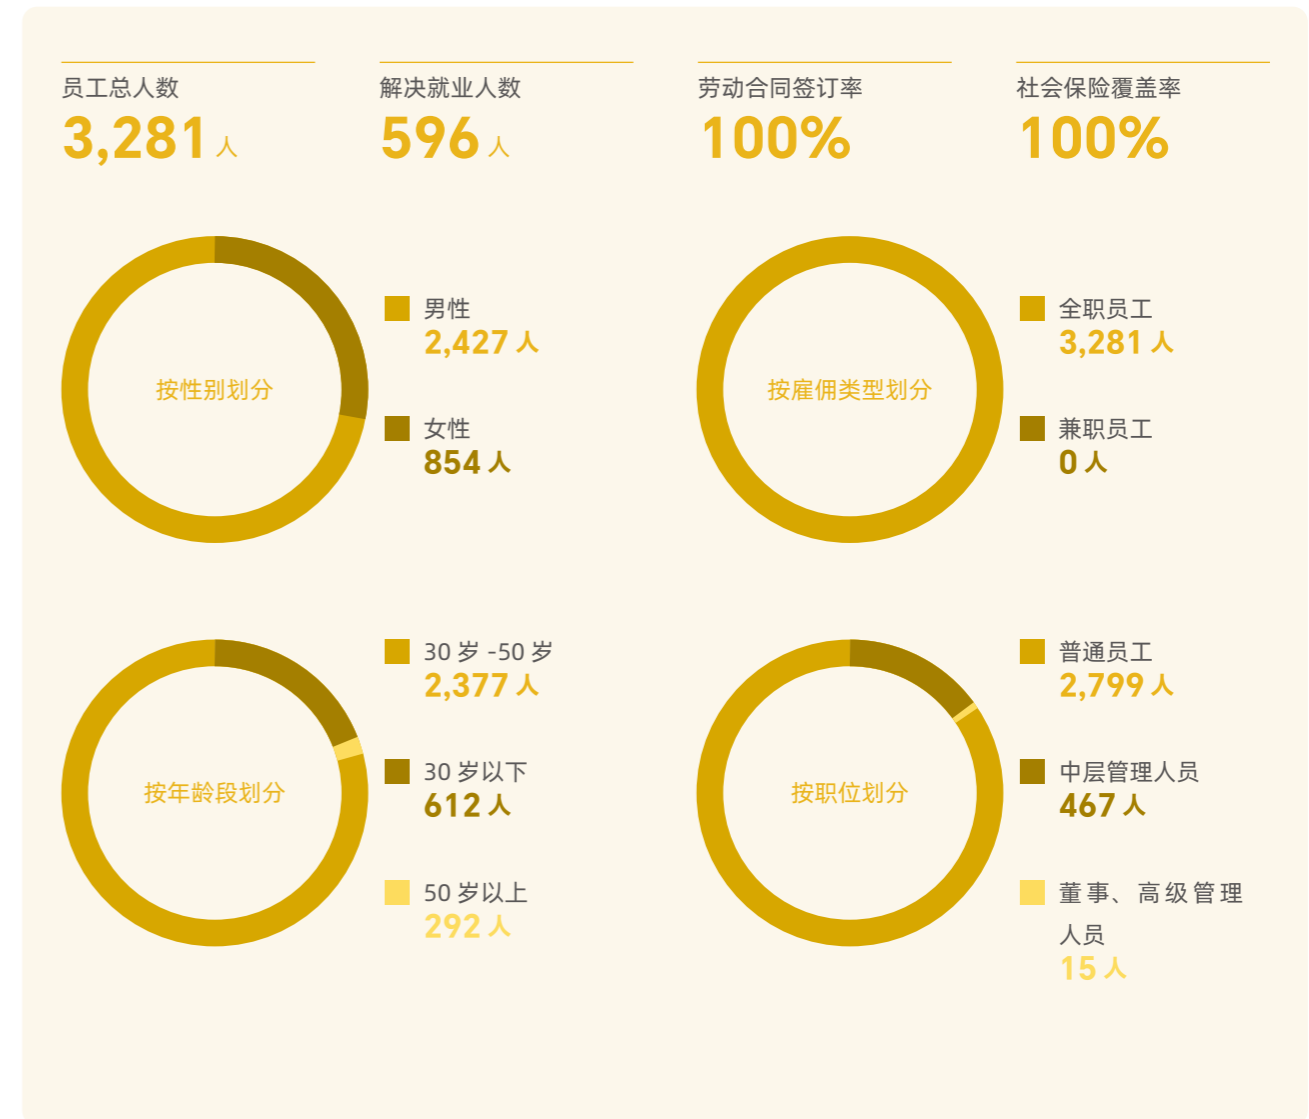 员工总人数
3,281 人
解决就业人数
596 人
劳动合同签订率
100%
社会保险覆盖率
100%
按性别划分
男性
2,427 人
女性
854 人
按雇佣类型划分
全职员工
3,281 人
兼职员工
0 人
按年龄段划分
30 岁 -50 岁
2,377 人
30 岁以下
612 人
50 岁以上
292 人
按职位划分
普通员工
2,799 人
中层管理人员
467 人
董事、高级管理
人员
15 人